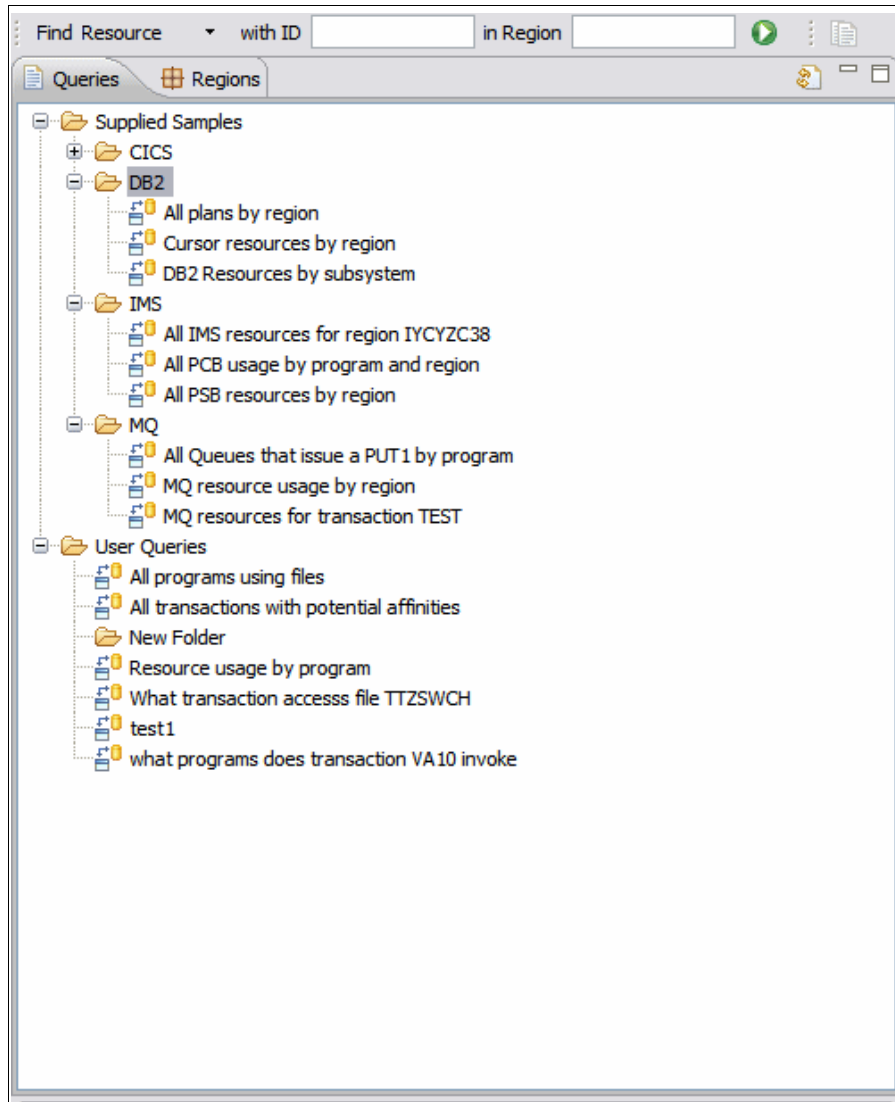 Find Resource with ID in Region
Queries Regions
Supplied Samples
CICS
DB2
All plans by region
Cursor resources by region
DB2 Resources by subsystem
IMS
All IMS resources for region IYCYZC38
All PCB usage by program and region
All PSB resources by region
MQ
All Queues that issue a PUT1 by program
MQ resource usage by region
MQ resources for transaction TEST
User Queries
All programs using files
All transactions with potential affinities
New Folder
Resource usage by program
What transaction accesss file TTZSWCH
test1
what programs does transaction VA10 invoke